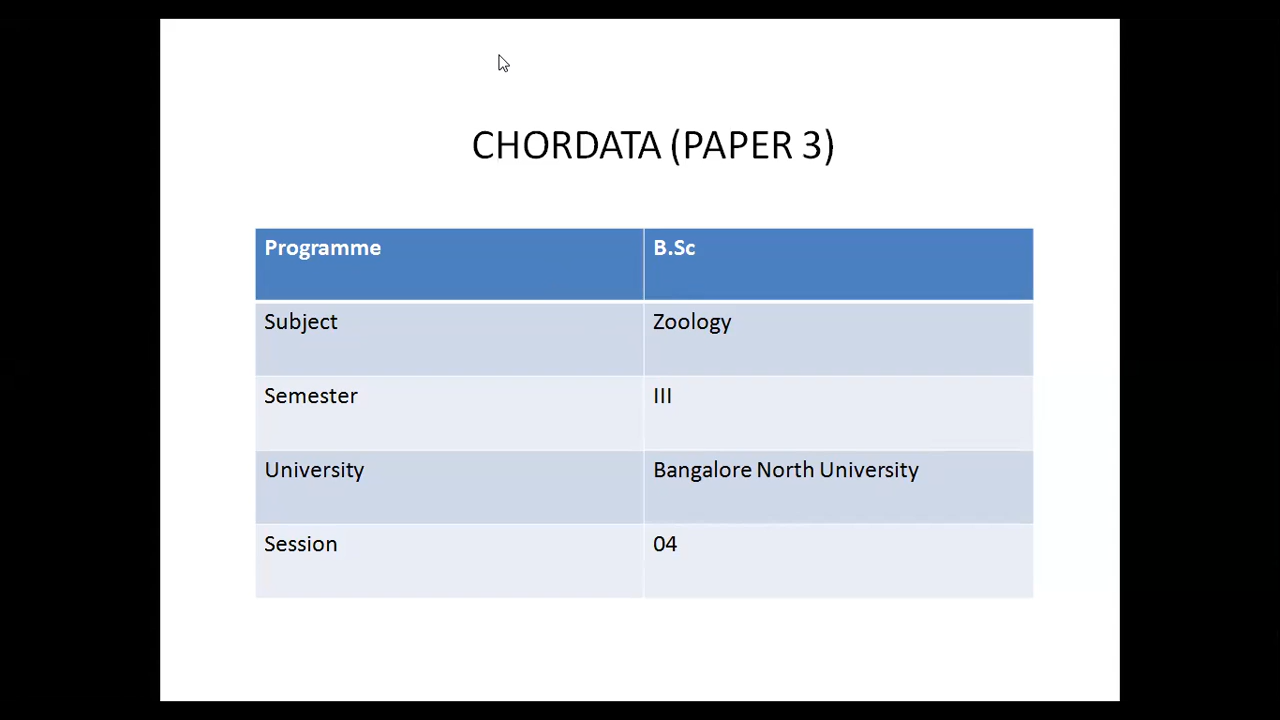 CHORDATA (PAPER 3)
Programme B.Sc
Subject Zoology
Semester III
University Bangalore North University
Session 04